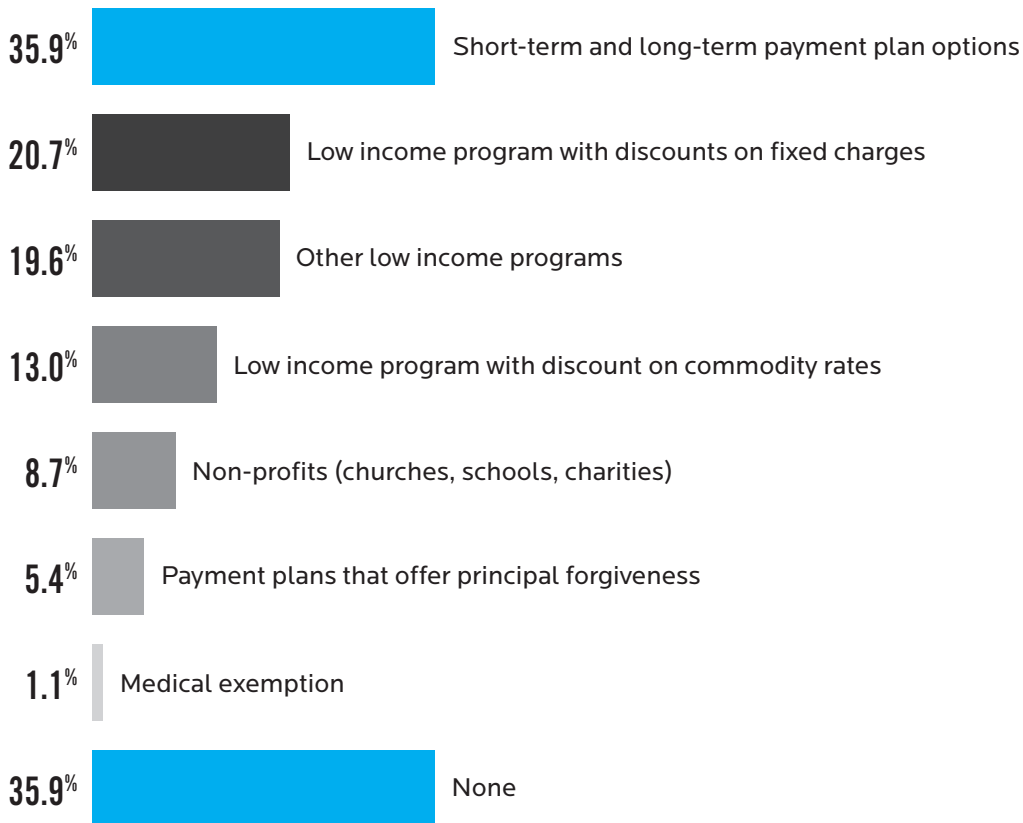 35.9% Short-term and long-term payment plan options
20.7% Low income program with discounts on fixed charges
19.6% Other low income programs
13.0% Low income program with discount on commodity rates
8.7% Non-profits (churches, schools, charities)
5.4% Payment plans that offer principal forgiveness
1.1% Medical exemption
35.9% None